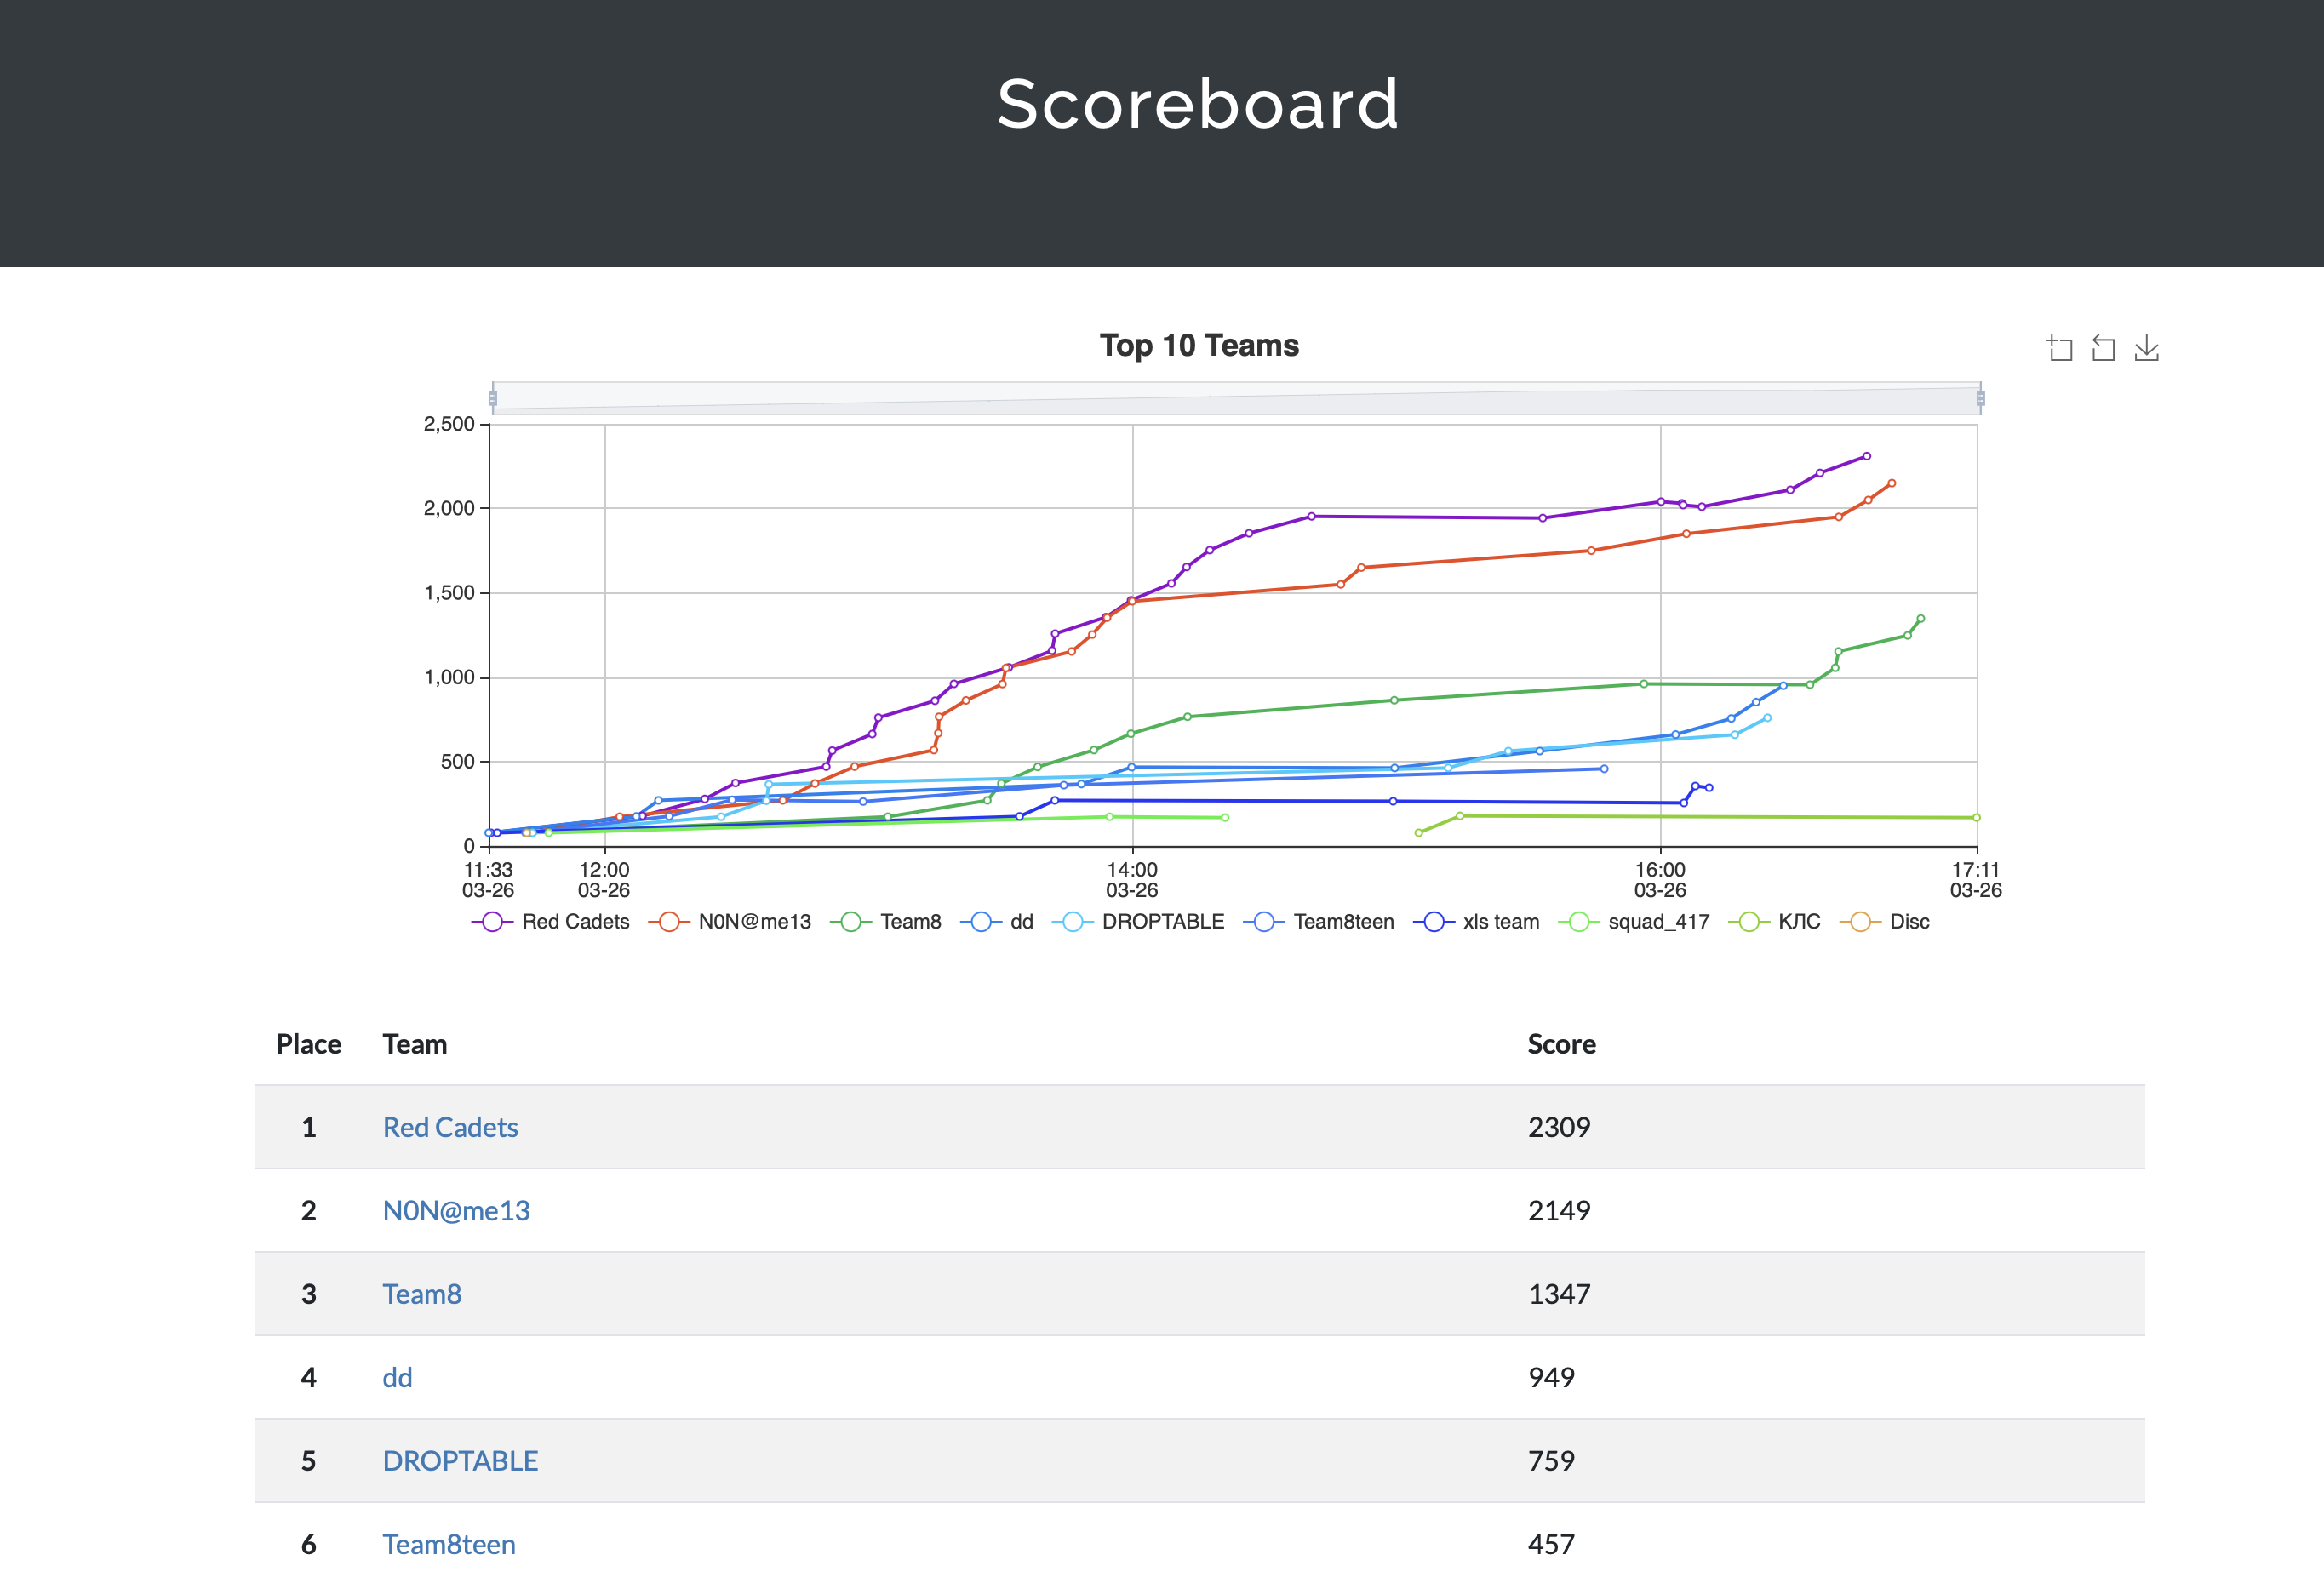 Scoreboard
Top 10 Teams
2,500
2,000
1,500
1,000
500
0
11:33 12:00 14:00 16:00 17:11
03-26 03-26 03-26 03-26 03-26
Red Cadets N0N@me13 Team8 dd DROPTABLE Team8teen xls team squad_417 КЛС Disc
Place Team Score
1 Red Cadets 2309
2 N0N@me13 2149
3 Team8 1347
4 dd 949
5 DROPTABLE 759
6 Team8teen 457